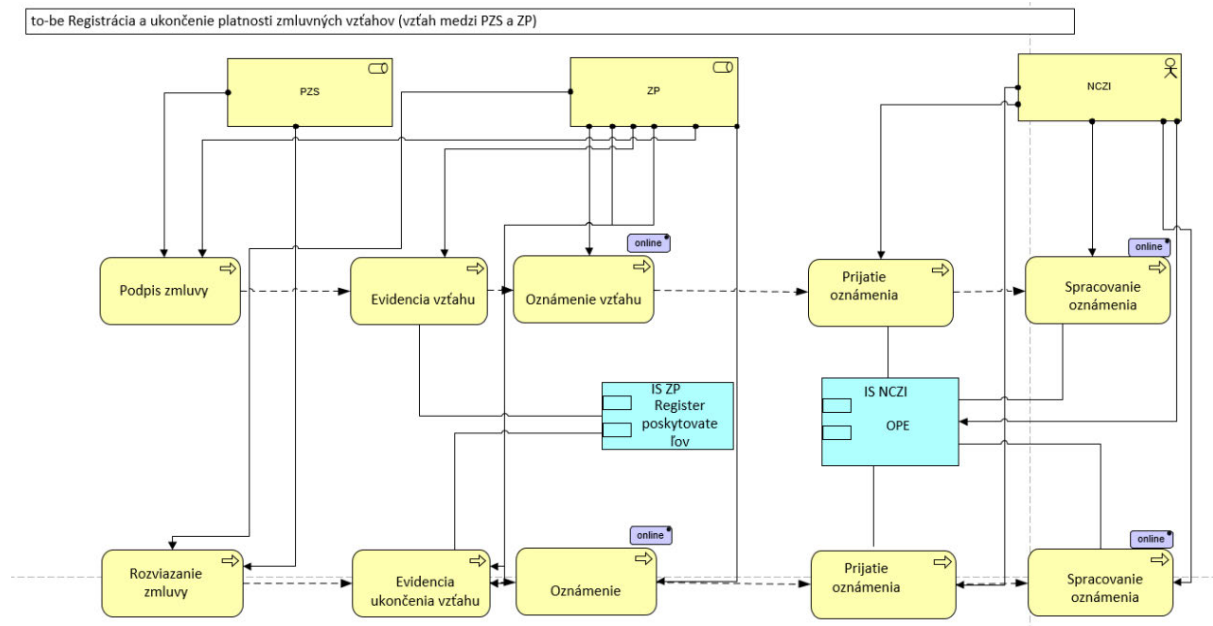 to-be Registrácia a ukončenie platnosti zmluvných vzťahov (vzťah medzi PZS a ZP)
PZS
ZP
NCZI
online
online
Podpis zmluvy
Evidencia vzťahu
Oznámenie vzťahu
Prijatie
oznámenia
Spracovanie
oznámenia
IS ZP
Register
poskytovate
ľov
IS NCZI
OPE
online
online
Rozviazanie
zmluvy
Evidencia
ukončenia vzťahu
Oznámenie
Prijatie
oznámenia
Spracovanie
oznámenia